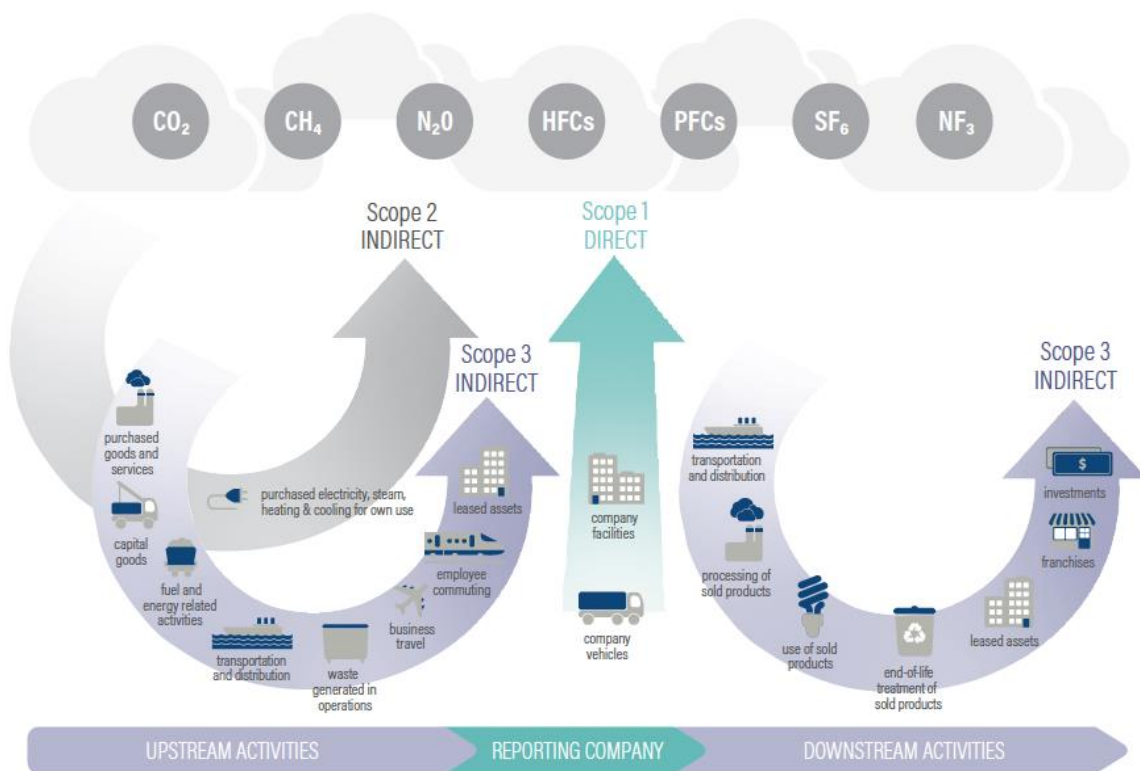 CO₂
CH₄
N₂0
HFCs
PFCs
SF₆
NF₃
Scope 2
INDIRECT
Scope 1
DIRECT
Scope 3
INDIRECT
Scope 3
INDIRECT
purchased
goods and
services
capital
goods
fuel and
energy related
activities
transportation
and distribution
waste
generated in
operations
business
travel
employee
commuting
leased assets
purchased electricity, steam,
heating & cooling for own use
company
facilities
company
vehicles
transportation
and distribution
processing of
sold products
use of sold
products
end-of-life
treatment of
sold products
leased assets
franchises
$
investments
UPSTREAM ACTIVITIES
REPORTING COMPANY
DOWNSTREAM ACTIVITIES